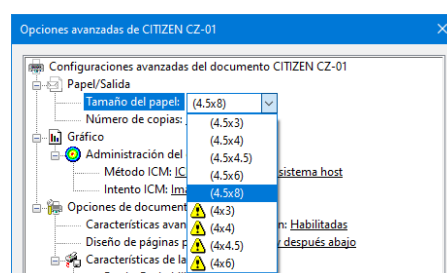 Opciones avanzadas de CITIZEN CZ-01
Configuraciones avanzadas del documento CITIZEN CZ-01
Papel/Salida
Tamaño del papel: (4.5x8)
Número de copias:
(4.5x3)
Gráfico
(4.5x4)
Administración del
(4.5x4.5)
Método ICM: IC
(4.5x6)
sistema host
Intento ICM: Ima
(4.5x8)
Opciones de document
(4x3)
Características avan
(4x4)
n: Habilitadas
Diseño de páginas p
(4x4.5)
después abajo
Características de la
(4x6)